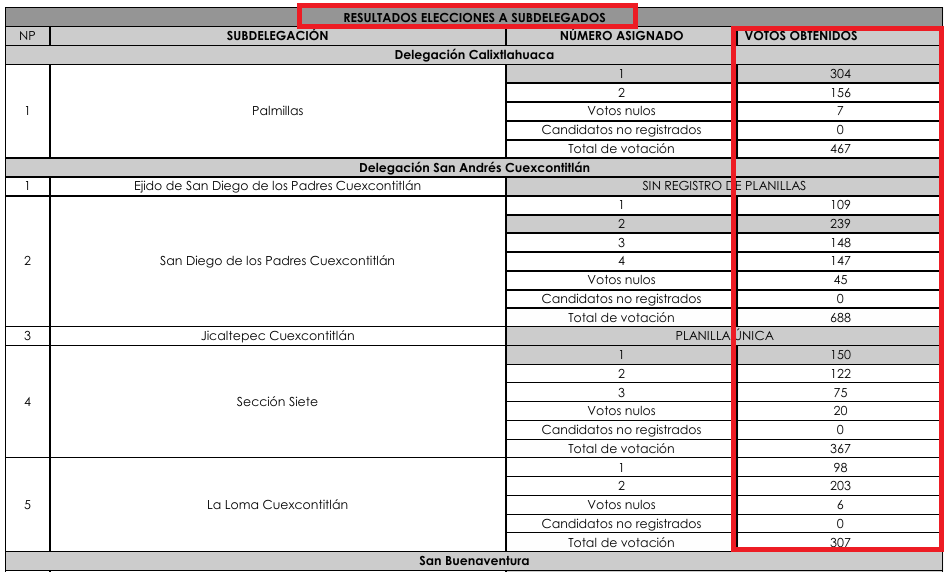 RESULTADOS ELECCIONES A SUBDELEGADOS
NP SUBDELEGACIÓN NÚMERO ASIGNADO VOTOS OBTENIDOS
Delegación Calixtlahuaca
1 304
2 156
1 Palmillas Votos nulos 7
Candidatos no registrados 0
Total de votación 467
Delegación San Andrés Cuexcontitlán
1 Ejido de San Diego de los Padres Cuexcontitlán SIN REGISTRO DE PLANILLAS
1 109
2 239
3 148
2 San Diego de los Padres Cuexcontitlán 4 147
Votos nulos 45
Candidatos no registrados 0
Total de votación 688
3 Jicaltepec Cuexcontitlán PLANILLA ÚNICA
1 150
2 122
3 75
4 Sección Siete Votos nulos 20
Candidatos no registrados 0
Total de votación 367
1 98
2 203
5 La Loma Cuexcontitlán Votos nulos 6
Candidatos no registrados 0
Total de votación 307
San Buenaventura